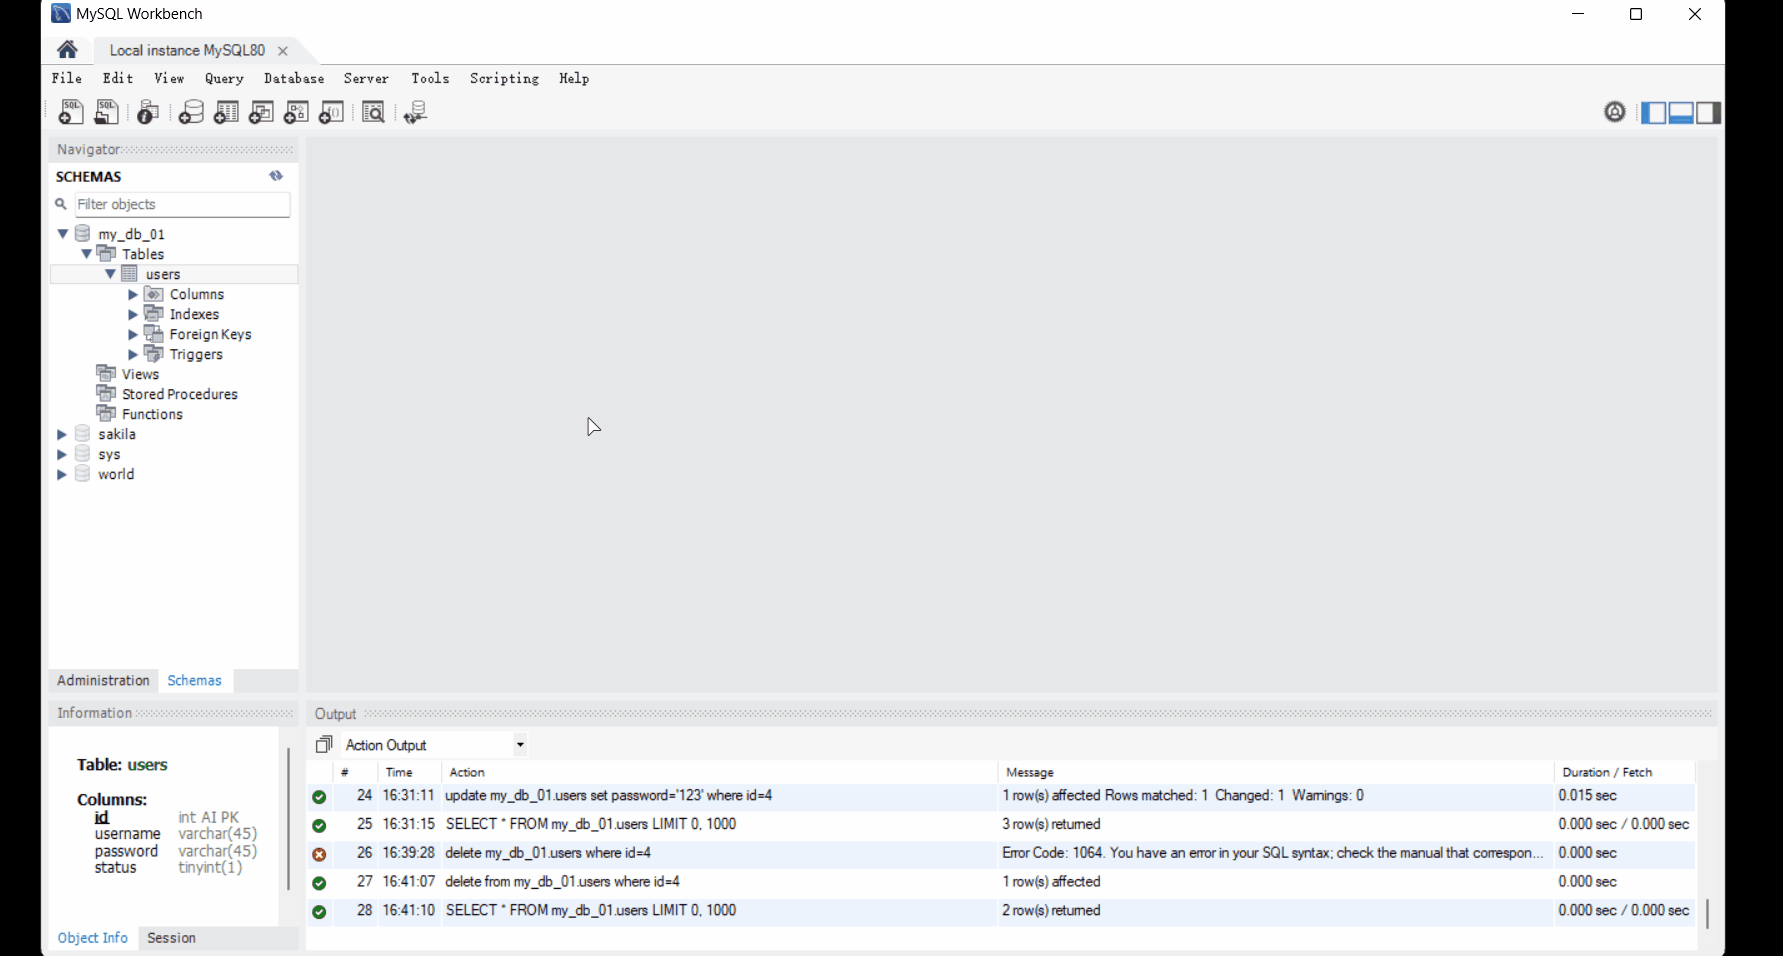 MySQL Workbench
Local instance MySQL80
File Edit View Query Database Server Tools Scripting Help
Navigator
SCHEMAS
Filter objects
my_db_01
Tables
users
Columns
Indexes
Foreign Keys
Triggers
Views
Stored Procedures
Functions
sakila
sys
world
Administration Schemas
Information
Table: users
Columns:
id int AI PK
username varchar(45)
password varchar(45)
status tinyint(1)
Object Info Session
Output
Action Output
# Time Action Message Duration / Fetch
24 16:31:11 update my_db_01.users set password='123' where id=4 1 row(s) affected Rows matched: 1 Changed: 1 Warnings: 0 0.015 sec
25 16:31:15 SELECT * FROM my_db_01.users LIMIT 0, 1000 3 row(s) returned 0.000 sec / 0.000 sec
26 16:39:28 delete my_db_01.users where id=4 Error Code: 1064. You have an error in your SQL syntax; check the manual that correspon... 0.000 sec
27 16:41:07 delete from my_db_01.users where id=4 1 row(s) affected 0.000 sec
28 16:41:10 SELECT * FROM my_db_01.users LIMIT 0, 1000 2 row(s) returned 0.000 sec / 0.000 sec